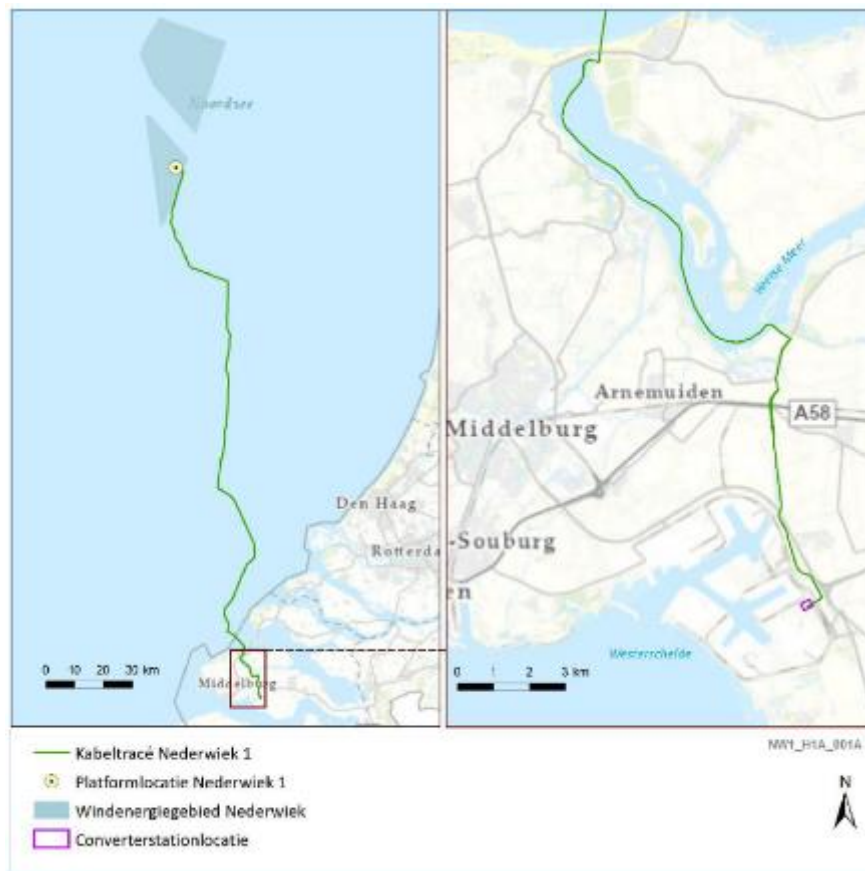 Noordzee
Den Haag
Rotterda
Middelburg
0 10 20 30 km
Veerse Meer
Arnemuiden
A58
Middelburg
-Souburg
en
Westerschelde
0 1 2 3 km
NW1_H1A_001A
Kabeltracé Nederwiek 1
Platformlocatie Nederwiek 1
Windenergiegebied Nederwiek
Converterstationlocatie
N